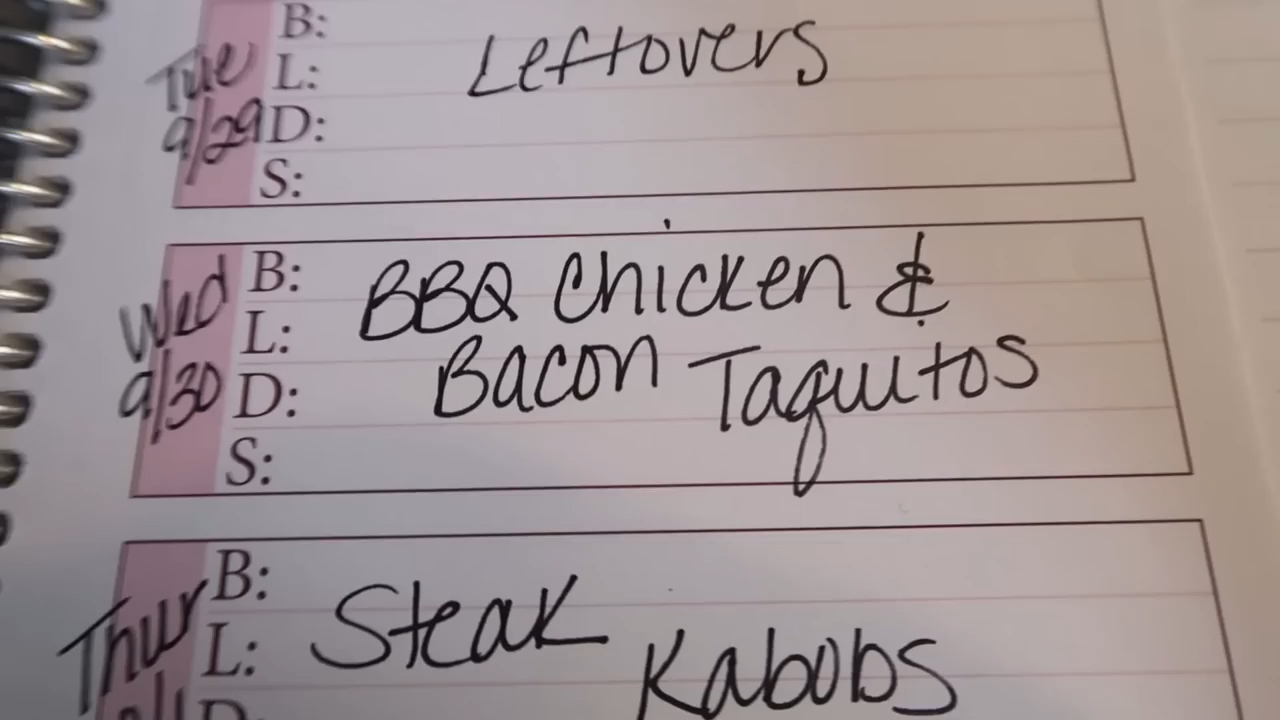 B:
Tue L: Leftovers
9/29 D:
S:
B: BBQ Chicken &
Wed L: Bacon Taquitos
9/30 D:
S:
B: Steak
Thur L: Kabobs
D: